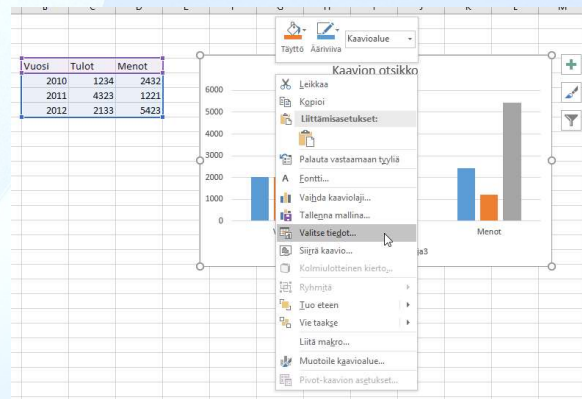 B C D E F G H I J K L M
Täyttö Ääriviiva Kaavioalue
Vuosi Tulot Menot
2010 1234 2432
2011 4323 1221
2012 2133 5423
Kaavion otsikko
6000
5000
4000
3000
2000
1000
0
Menot
Leikkaa
Kopioi
Liittämisasetukset:
Palauta vastaamaan tyyliä
Fontti...
Vaihda kaaviolaji...
Tallenna mallina...
Valitse tiedot...
Siirrä kaavio...
Kolmiulotteinen kierto...
Ryhmitä
Tuo eteen
Vie taakse
Liitä makro...
Muotoile kaavioalue...
Pivot-kaavion asetukset...